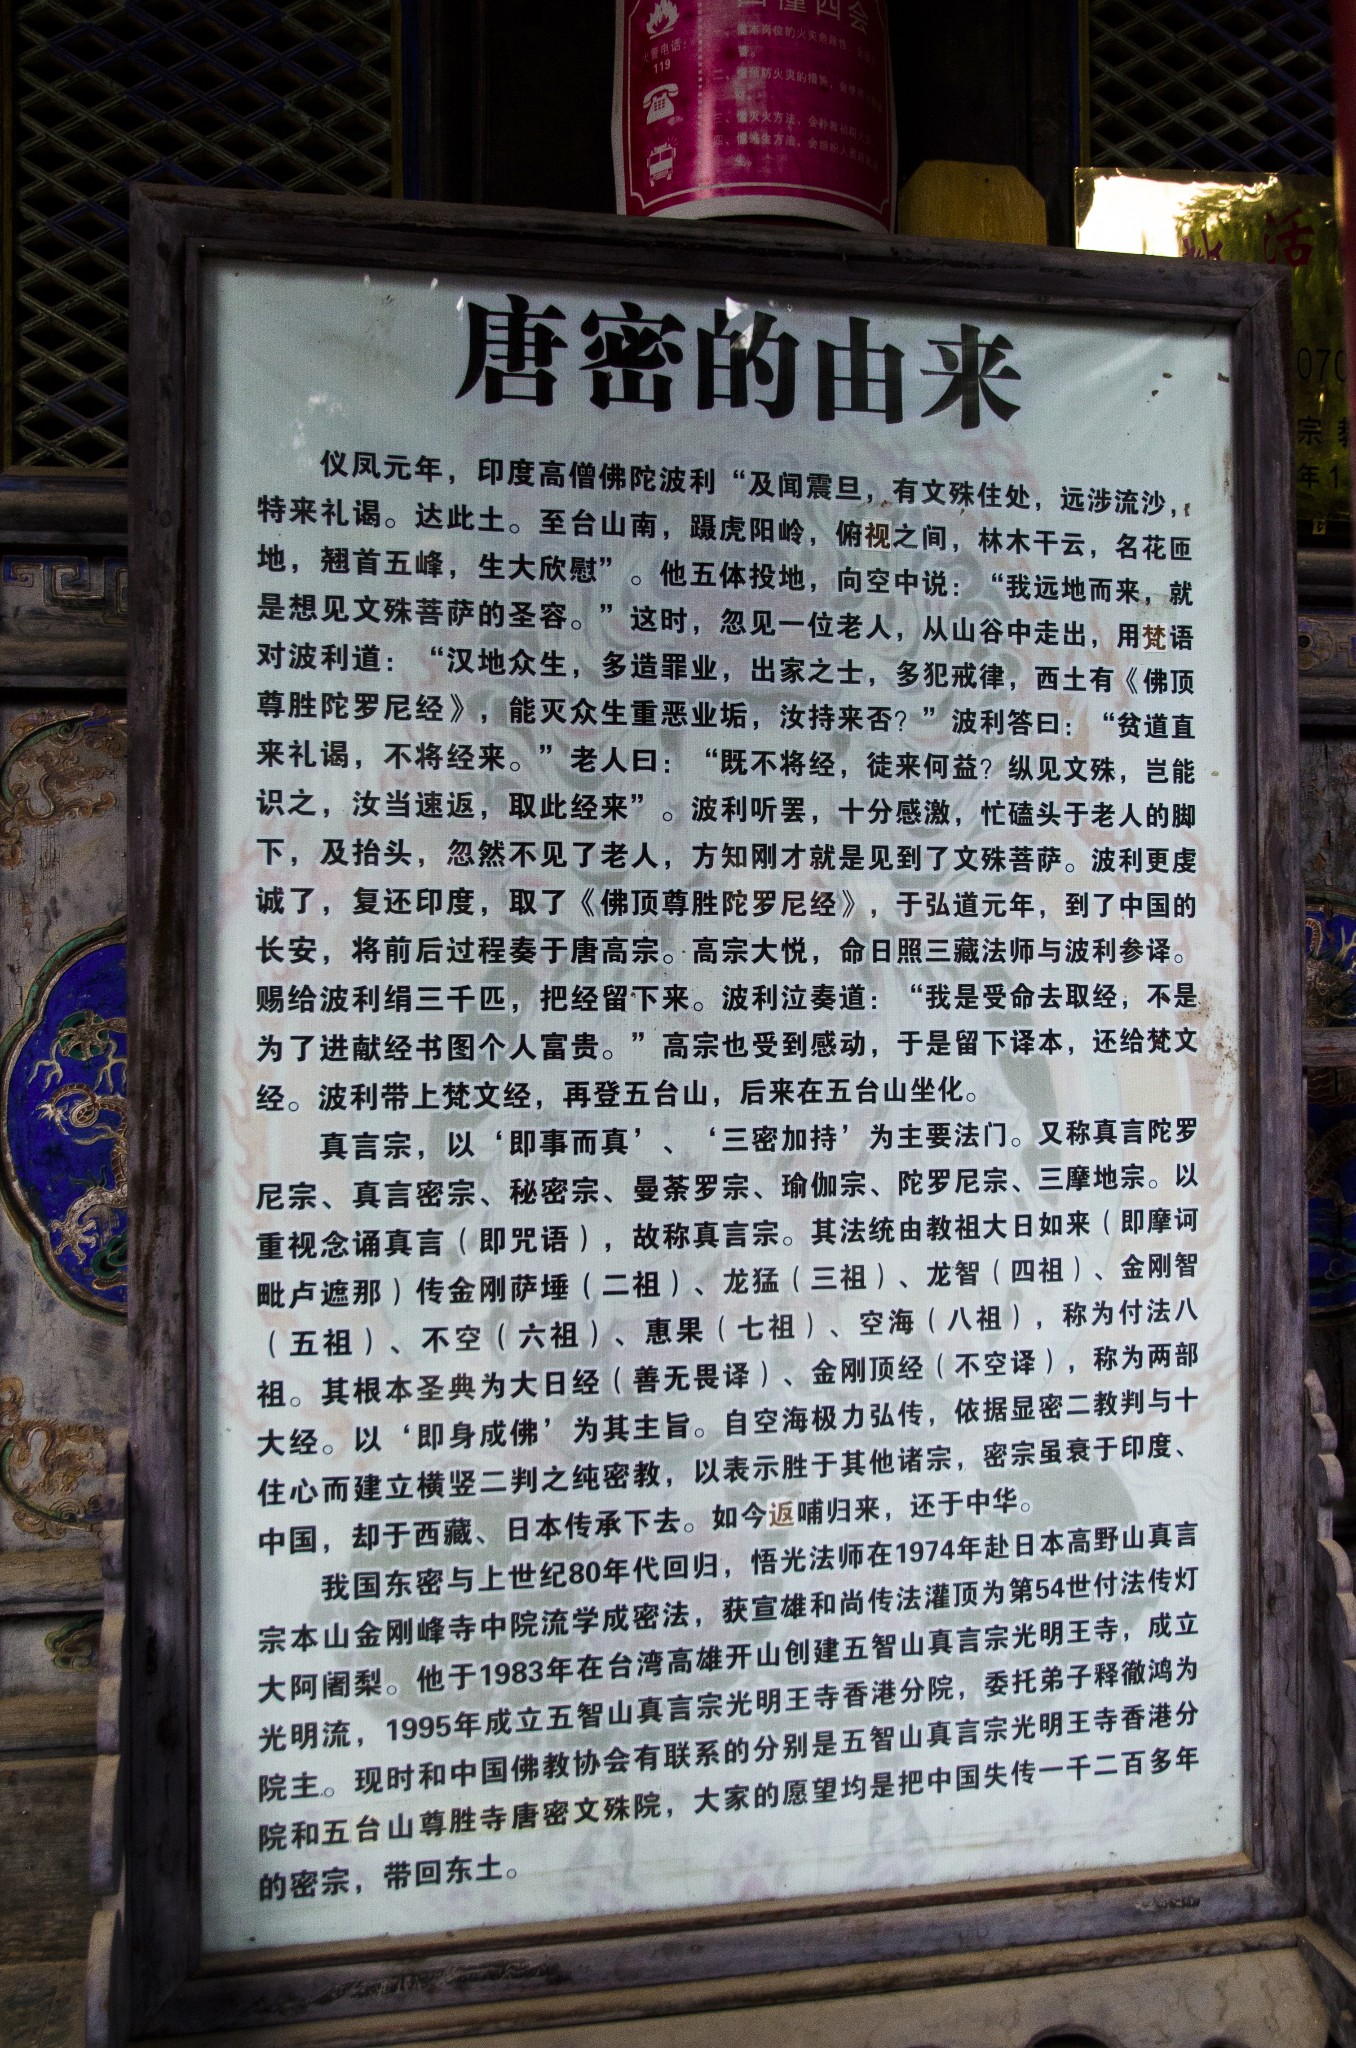 四懂四会
火警电话：
119
唐密的由来
仪凤元年，印度高僧佛陀波利“及闻震旦，有文殊住处，远涉流沙，
特来礼谒。达此土。至台山南，蹑虎阳岭，俯视之间，林木干云，名花匝
地，翘首五峰，生大欣慰”。他五体投地，向空中说：“我远地而来，就
是想见文殊菩萨的圣容。”这时，忽见一位老人，从山谷中走出，用梵语
对波利道：“汉地众生，多造罪业，出家之士，多犯戒律，西土有《佛顶
尊胜陀罗尼经》，能灭众生重恶业垢，汝持来否？”波利答曰：“贫道直
来礼谒，不将经来。”老人曰：“既不将经，徒来何益？纵见文殊，岂能
识之，汝当速返，取此经来”。波利听罢，十分感激，忙磕头于老人的脚
下，及抬头，忽然不见了老人，方知刚才就是见到了文殊菩萨。波利更虔
诚了，复还印度，取了《佛顶尊胜陀罗尼经》，于弘道元年，到了中国的
长安，将前后过程奏于唐高宗。高宗大悦，命日照三藏法师与波利参译。
赐给波利绢三千匹，把经留下来。波利泣奏道：“我是受命去取经，不是
为了进献经书图个人富贵。”高宗也受到感动，于是留下译本，还给梵文
经。波利带上梵文经，再登五台山，后来在五台山坐化。
真言宗，以‘即事而真’、‘三密加持’为主要法门。又称真言陀罗
尼宗、真言密宗、秘密宗、曼荼罗宗、瑜伽宗、陀罗尼宗、三摩地宗。以
重视念诵真言（即咒语），故称真言宗。其法统由教祖大日如来（即摩诃
毗卢遮那）传金刚萨埵（二祖）、龙猛（三祖）、龙智（四祖）、金刚智
（五祖）、不空（六祖）、惠果（七祖）、空海（八祖），称为付法八
祖。其根本圣典为大日经（善无畏译）、金刚顶经（不空译），称为两部
大经。以‘即身成佛’为其主旨。自空海极力弘传，依据显密二教判与十
住心而建立横竖二判之纯密教，以表示胜于其他诸宗，密宗虽衰于印度、
中国，却于西藏、日本传承下去。如今返哺归来，还于中华。
我国东密与上世纪80年代回归，悟光法师在1974年赴日本高野山真言
宗本山金刚峰寺中院流学成密法，获宣雄和尚传法灌顶为第54世付法传灯
大阿阇梨。他于1983年在台湾高雄开山创建五智山真言宗光明王寺，成立
光明流，1995年成立五智山真言宗光明王寺香港分院，委托弟子释徹鸿为
院主。现时和中国佛教协会有联系的分别是五智山真言宗光明王寺香港分
院和五台山尊胜寺唐密文殊院，大家的愿望均是把中国失传一千二百多年
的密宗，带回东土。
活
070
宗教
年1